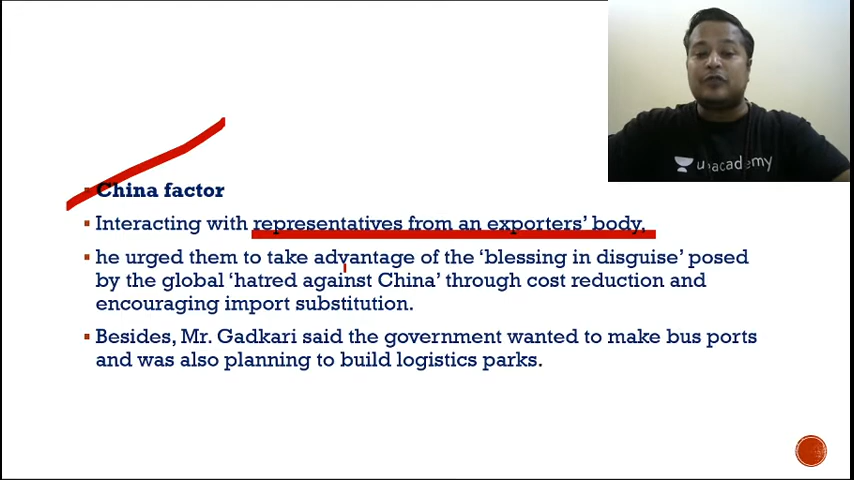 unacademy
China factor
Interacting with representatives from an exporters' body,
he urged them to take advantage of the 'blessing in disguise' posed
by the global 'hatred against China' through cost reduction and
encouraging import substitution.
Besides, Mr. Gadkari said the government wanted to make bus ports
and was also planning to build logistics parks.